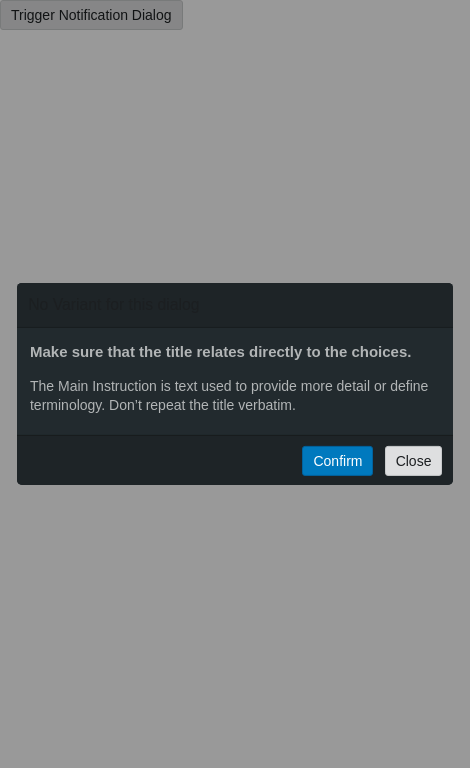 Trigger Notification Dialog
No Variant for this dialog
Make sure that the title relates directly to the choices.
The Main Instruction is text used to provide more detail or define
terminology. Don’t repeat the title verbatim.
Confirm Close